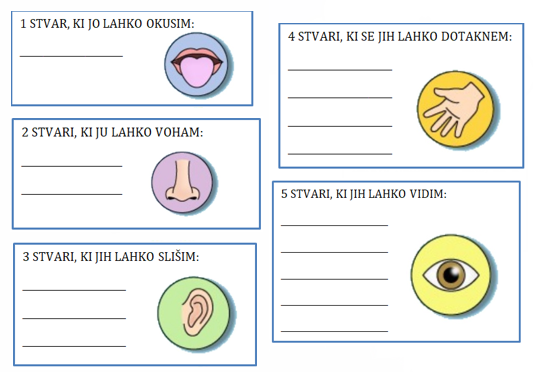 1 STVAR, KI JO LAHKO OKUSIM:
2 STVARI, KI JU LAHKO VOHAM:
3 STVARI, KI JIH LAHKO SLIŠIM:
4 STVARI, KI SE JIH LAHKO DOTAKNEM:
5 STVARI, KI JIH LAHKO VIDIM: